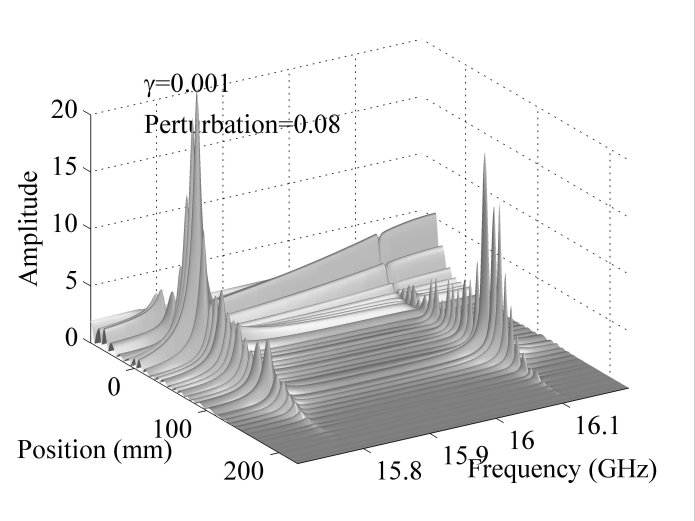 γ=0.001
Perturbation=0.08
20
15
10
5
0
Amplitude
0
100
200
Position (mm)
15.8
15.9
16
16.1
Frequency (GHz)